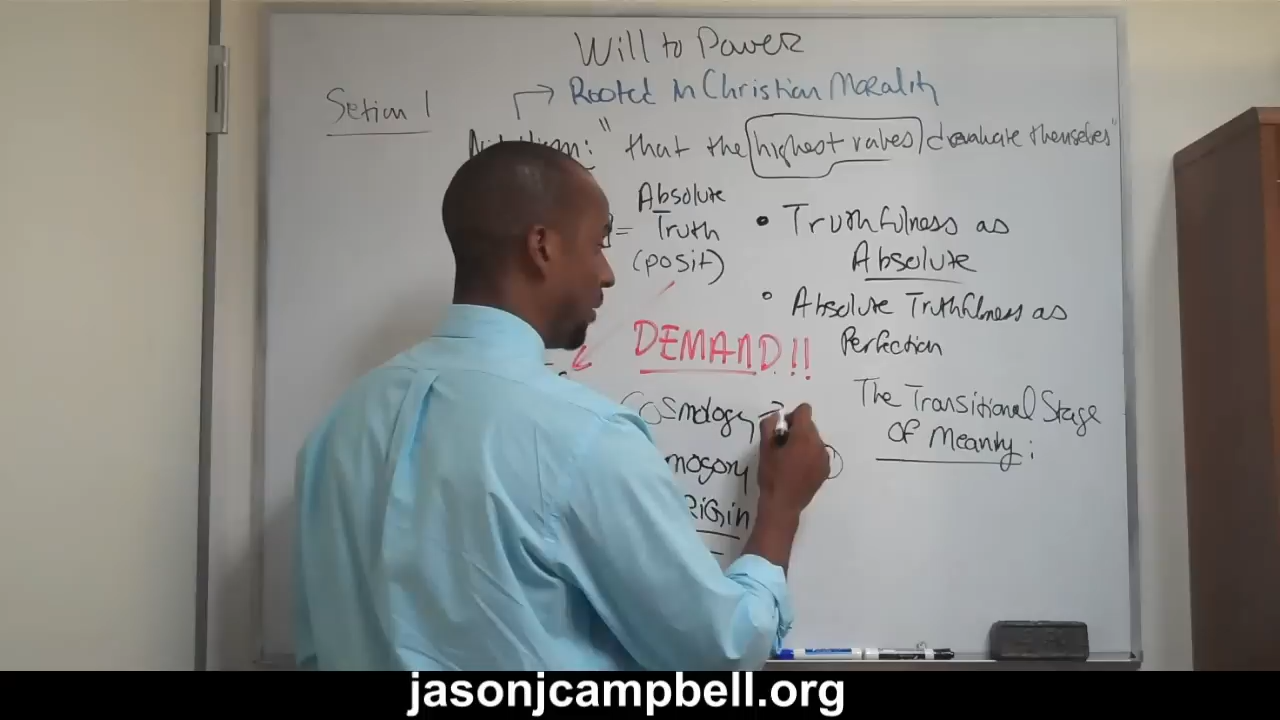 Will to Power
Rooted in Christian Morality
Section 1
" that the highest values devaluate themselves"
= Absolute
Truth
(posit)
• Truthfulness as
Absolute
• Absolute Truthfulness as
Perfection
DEMAND!!
Cosmology
The Transitional Stage
Of Meaning:
jasonjcampbell.org